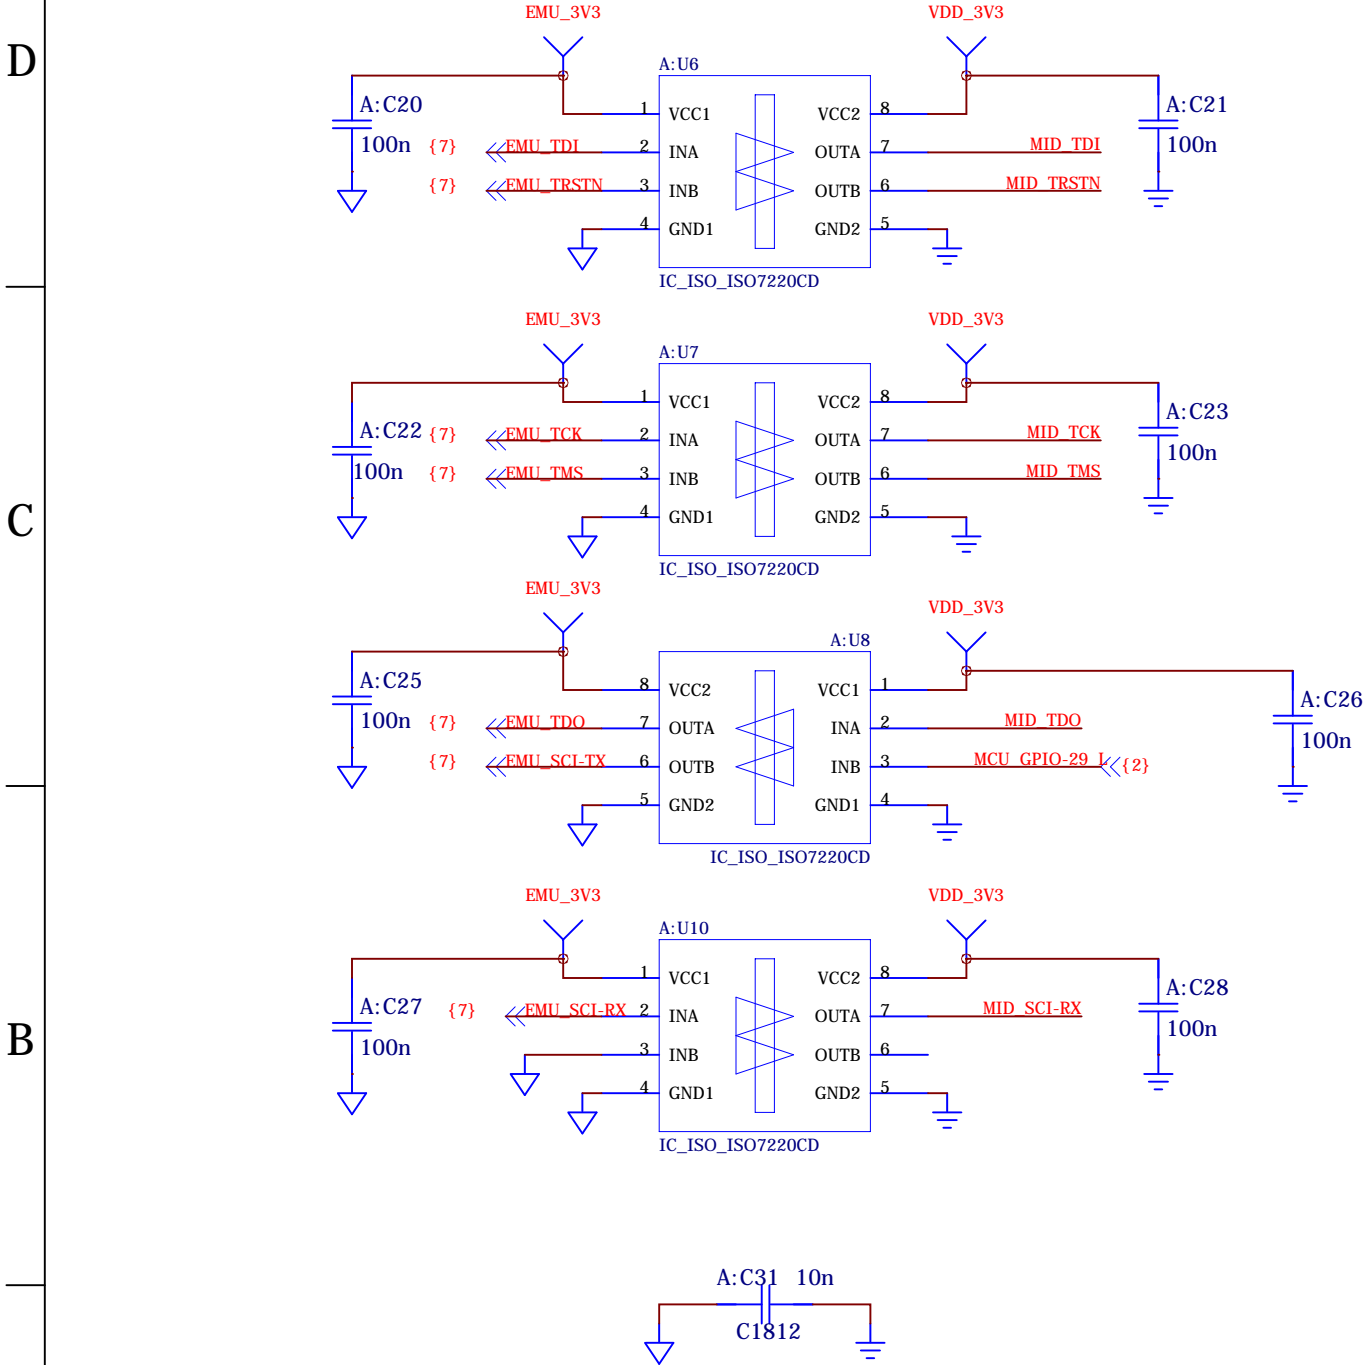 D
EMU_3V3 VDD_3V3
A:U6
A:C20 1 VCC1 VCC2 8 A:C21
100n {7} EMU_TDI 2 INA OUTA 7 MID_TDI 100n
{7} EMU_TRSTN 3 INB OUTB 6 MID_TRSTN
4 GND1 GND2 5
IC_ISO_ISO7220CD
EMU_3V3 VDD_3V3
A:U7
1 VCC1 VCC2 8 A:C23
A:C22 {7} EMU_TCK 2 INA OUTA 7 MID_TCK 100n
100n {7} EMU_TMS 3 INB OUTB 6 MID_TMS
C
4 GND1 GND2 5
IC_ISO_ISO7220CD
EMU_3V3 VDD_3V3
A:U8
A:C25 8 VCC2 VCC1 1 A:C26
100n {7} EMU_TDO 7 OUTA INA 2 MID_TDO 100n
{7} EMU_SCI-TX 6 OUTB INB 3 MCU_GPIO-29_L {2}
5 GND2 GND1 4
IC_ISO_ISO7220CD
EMU_3V3 VDD_3V3
A:U10
1 VCC1 VCC2 8 A:C28
A:C27 {7} EMU_SCI-RX 2 INA OUTA 7 MID_SCI-RX 100n
B
100n 3 INB OUTB 6
4 GND1 GND2 5
IC_ISO_ISO7220CD
A:C31 10n
C1812